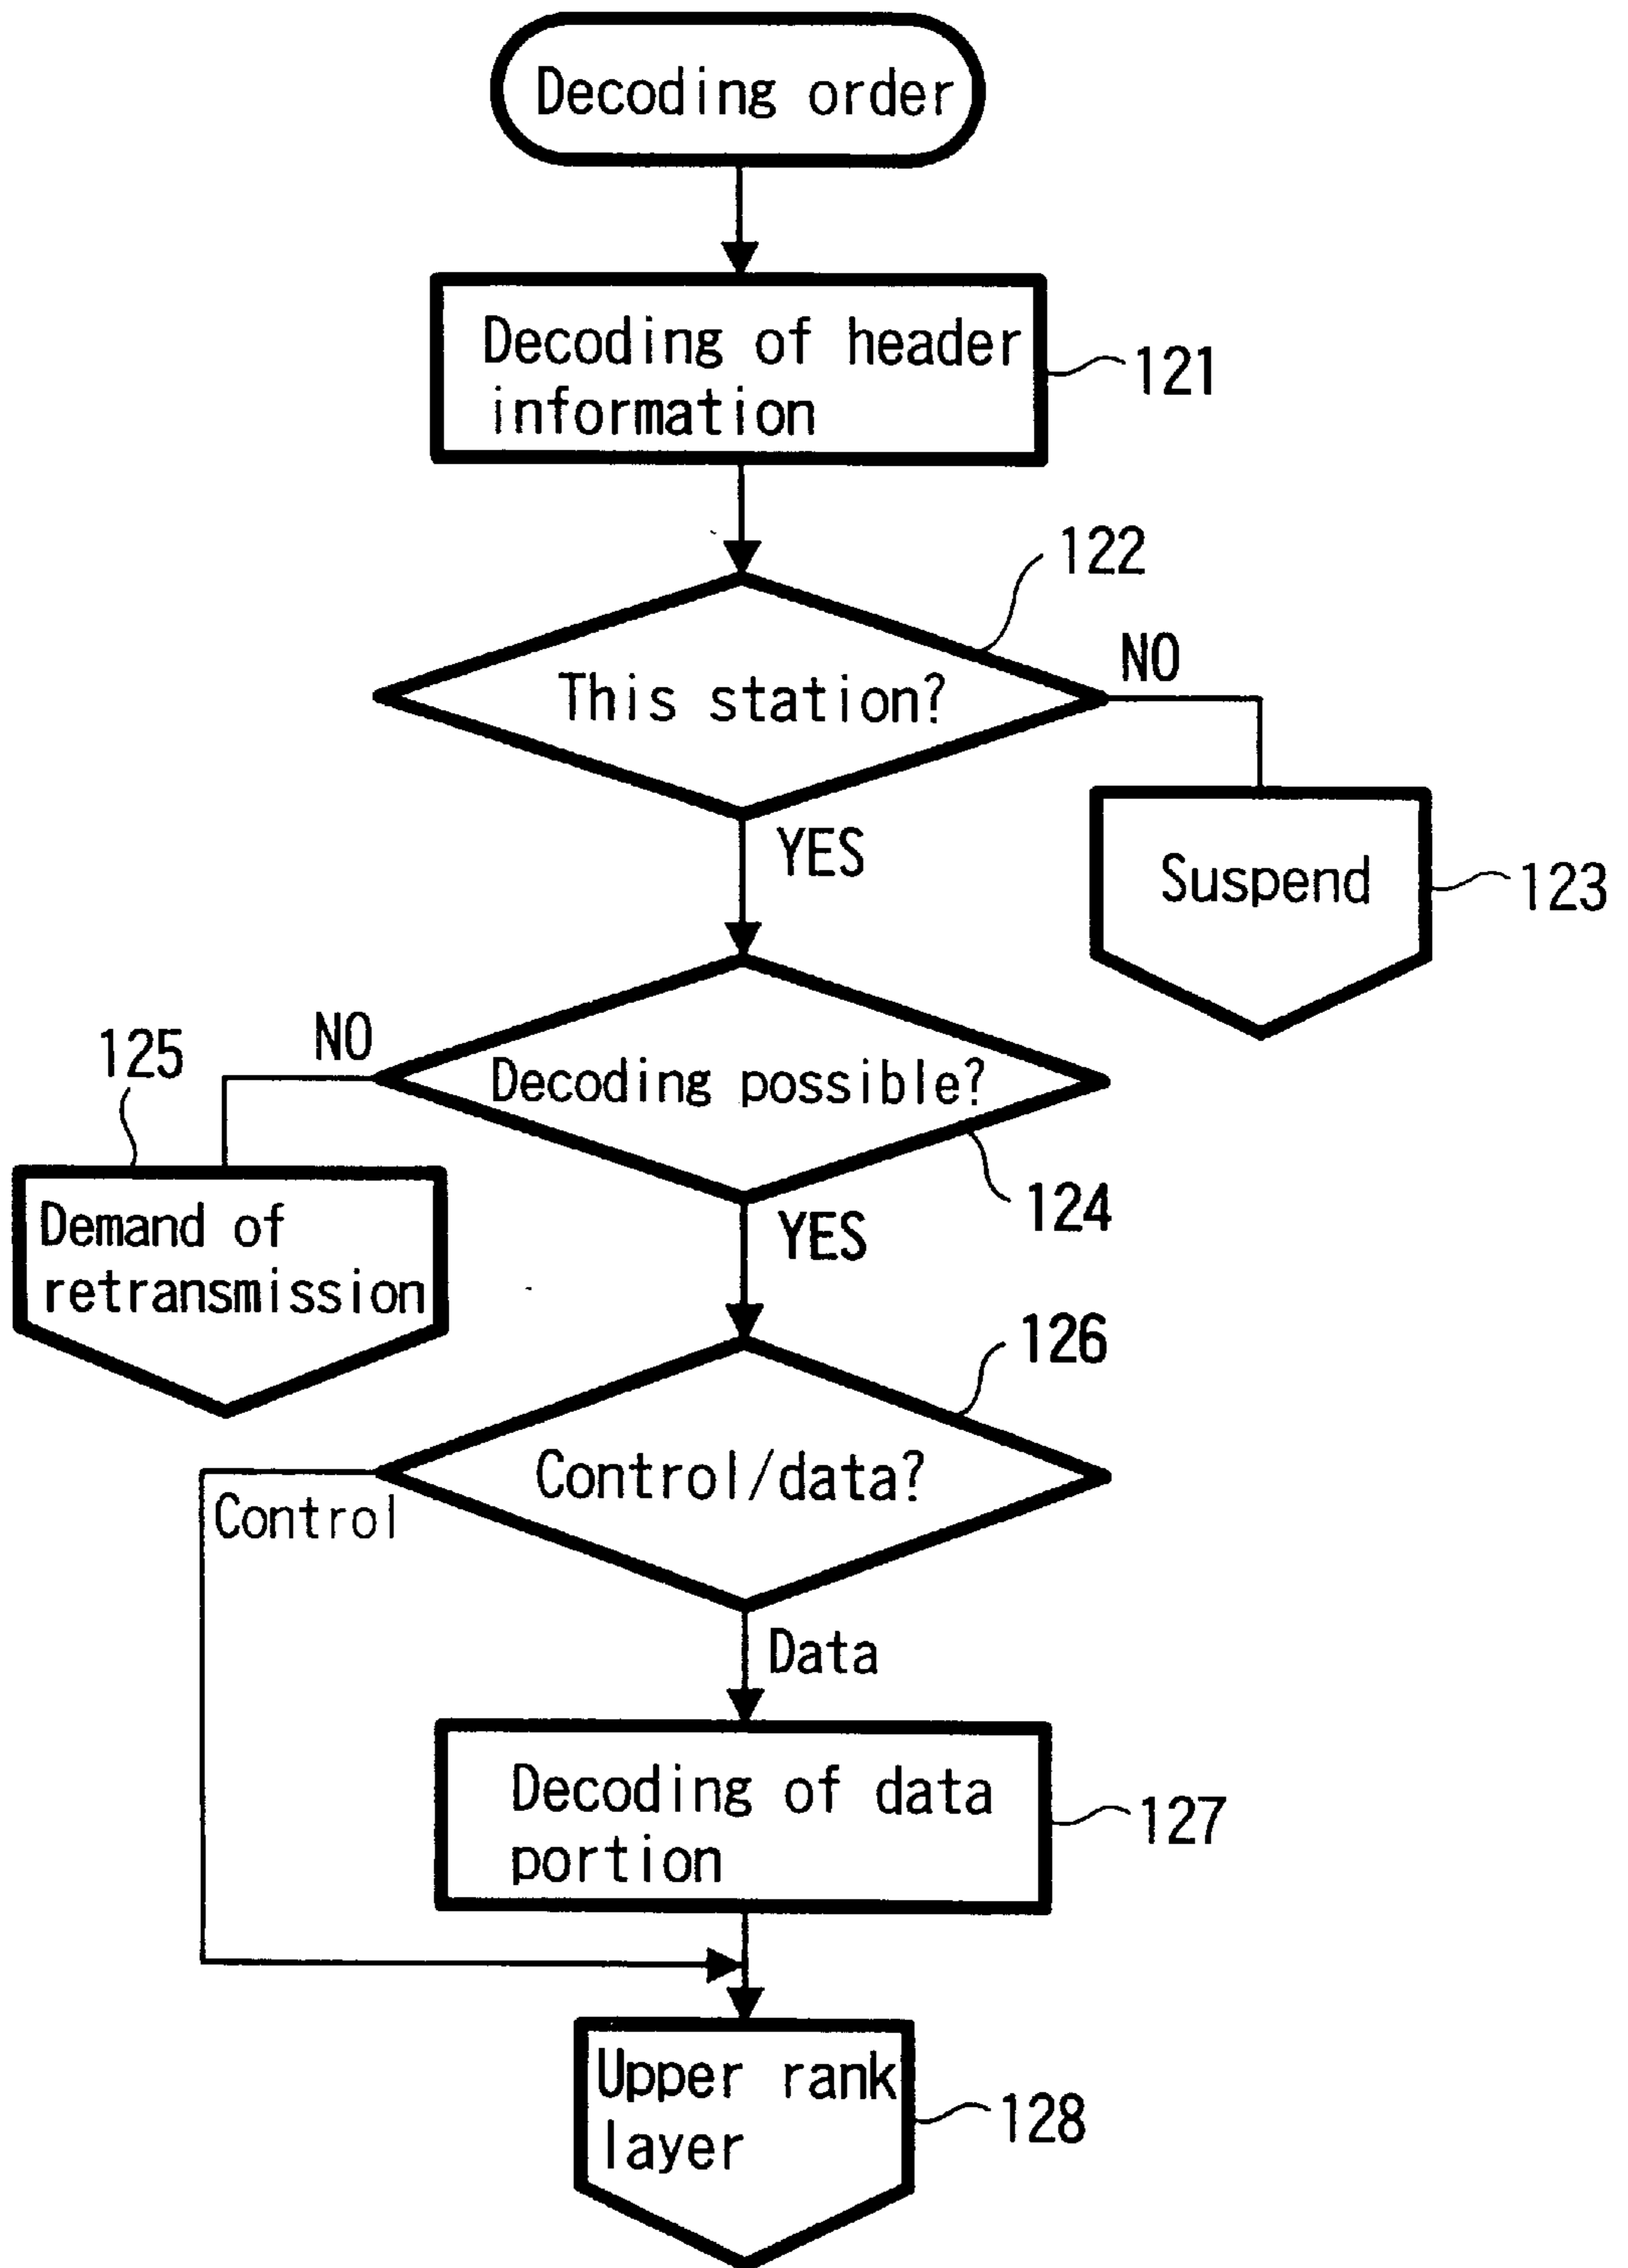 Decoding order
Decoding of header
information
121
122
This station?
NO
YES
Suspend
123
125
NO
Decoding possible?
124
Demand of
retransmission
YES
126
Control/data?
Control
Data
Decoding of data
portion
127
Upper rank
layer
128